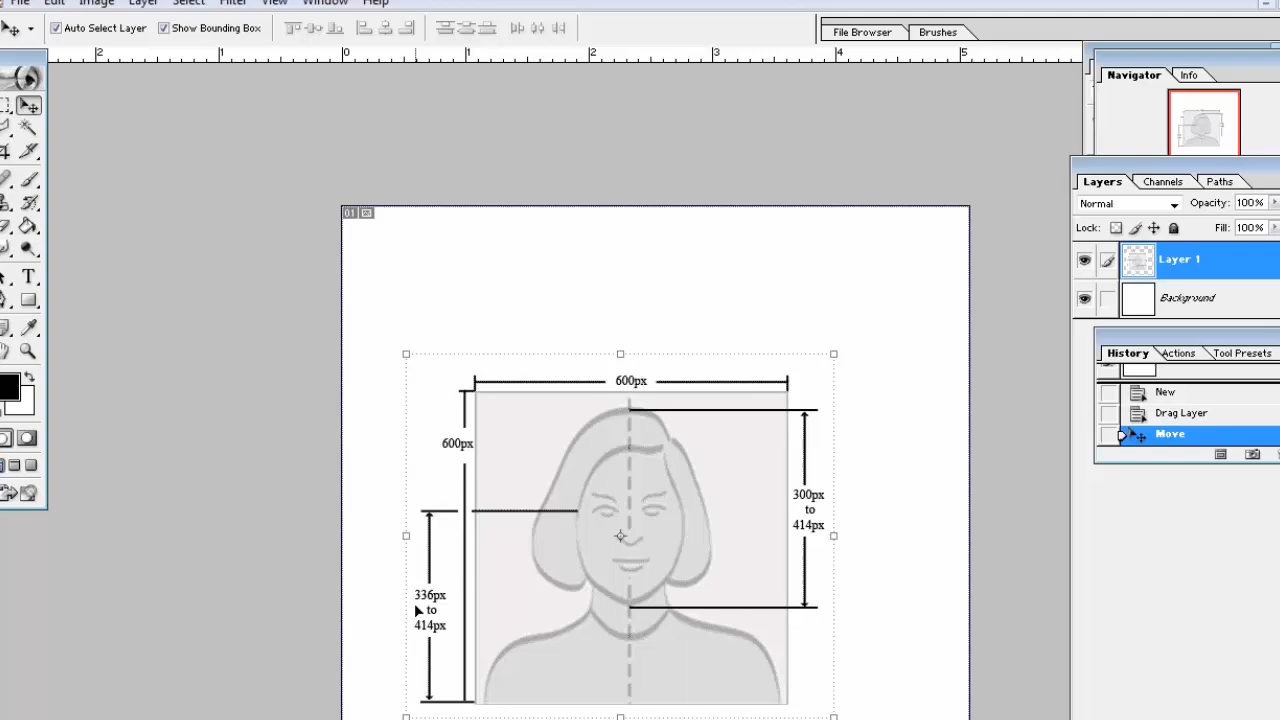 File Edit Image Layer Select Filter View Window Help
Auto Select Layer Show Bounding Box
File Browser Brushes
2 1 0 1 2 3 4 5
Navigator Info
Layers Channels Paths
Normal Opacity: 100%
Lock: Fill: 100%
Layer 1
Background
History Actions Tool Presets
New
Drag Layer
Move
01
600px
600px
300px
to
414px
336px
to
414px